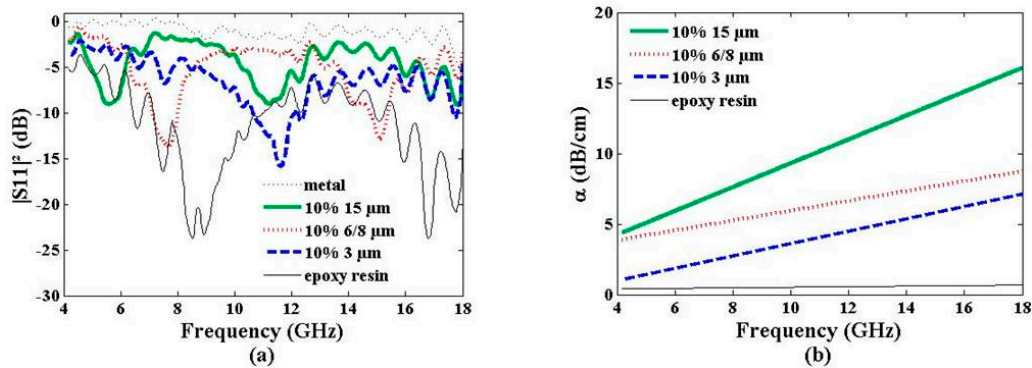 0
-5
-10
-15
-20
-25
-30
|S11|² (dB)
metal
10% 15 µm
10% 6/8 µm
10% 3 µm
epoxy resin
4 6 8 10 12 14 16 18
Frequency (GHz)
(a)
20
15
10
5
0
α (dB/cm)
10% 15 µm
10% 6/8 µm
10% 3 µm
epoxy resin
4 6 8 10 12 14 16 18
Frequency (GHz)
(b)